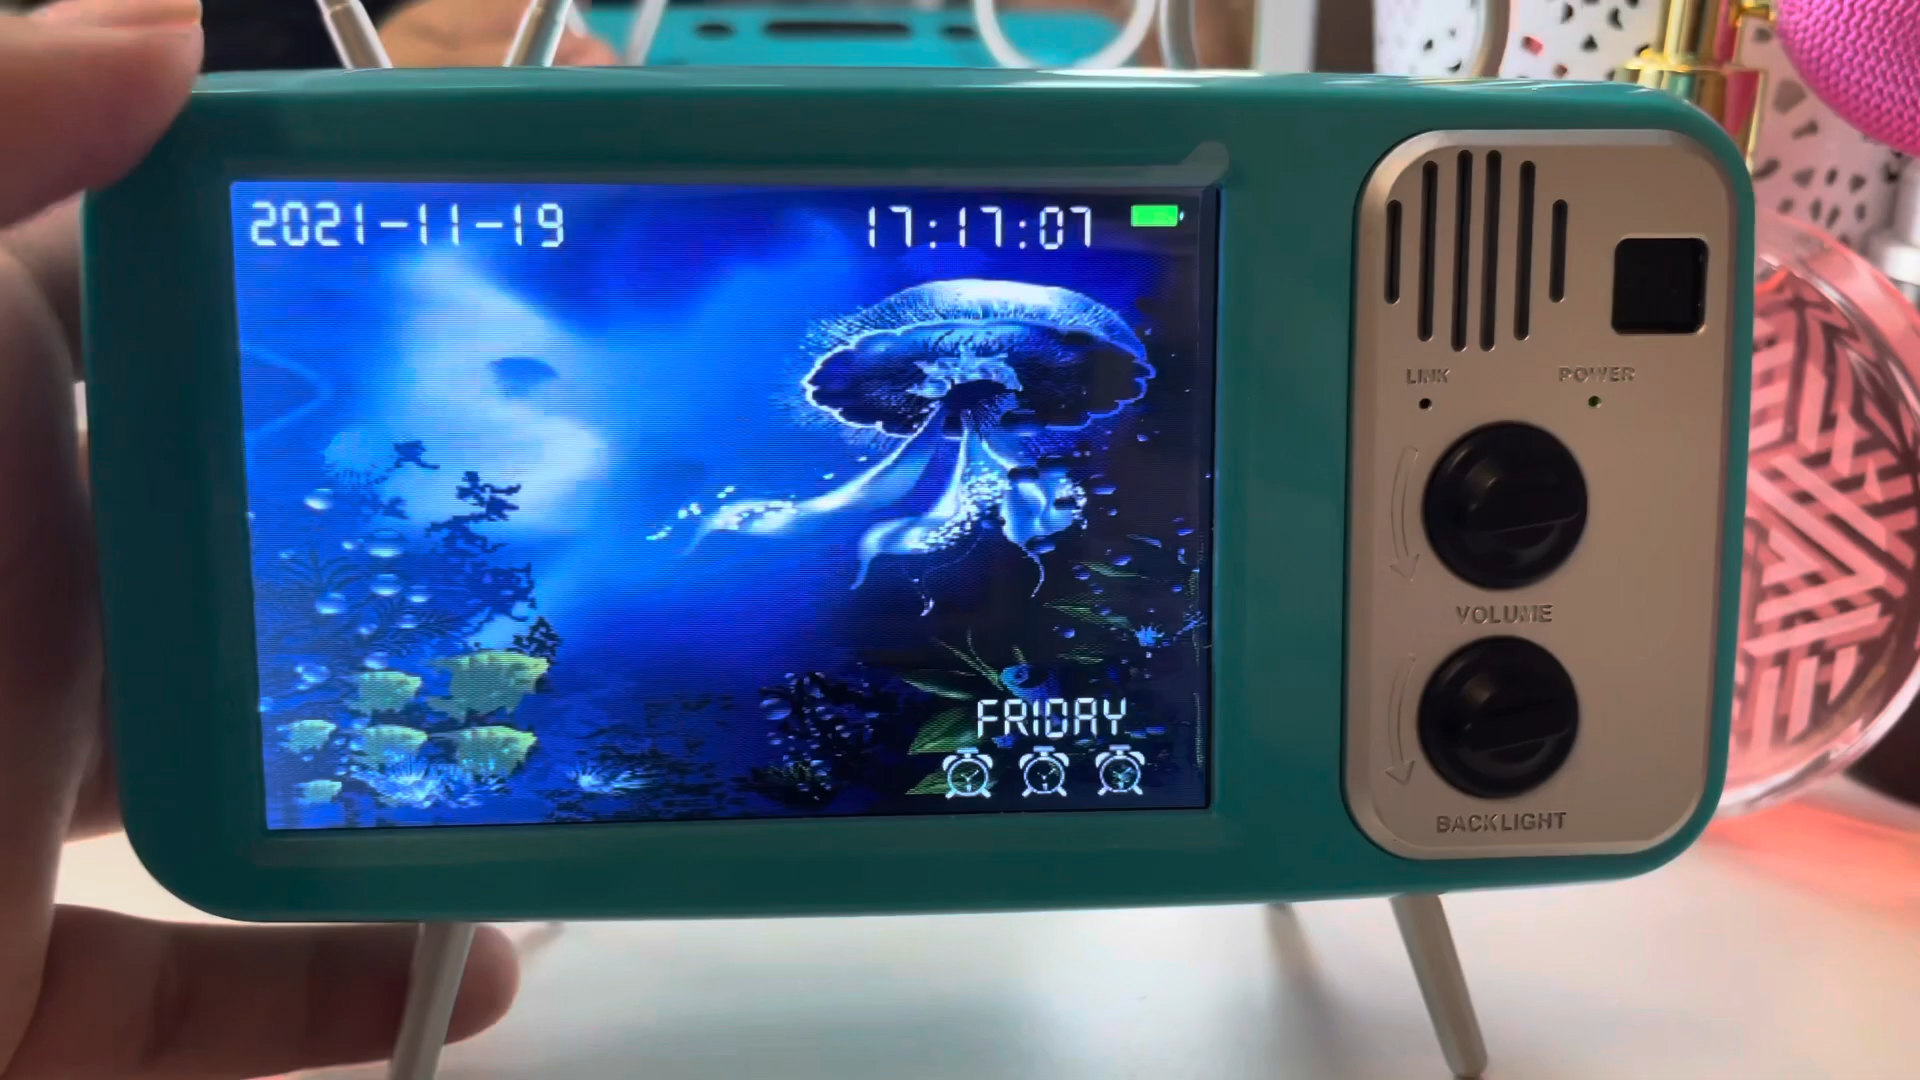 2021-11-19 17:17:07
LINK POWER
VOLUME
FRIDAY
BACKLIGHT